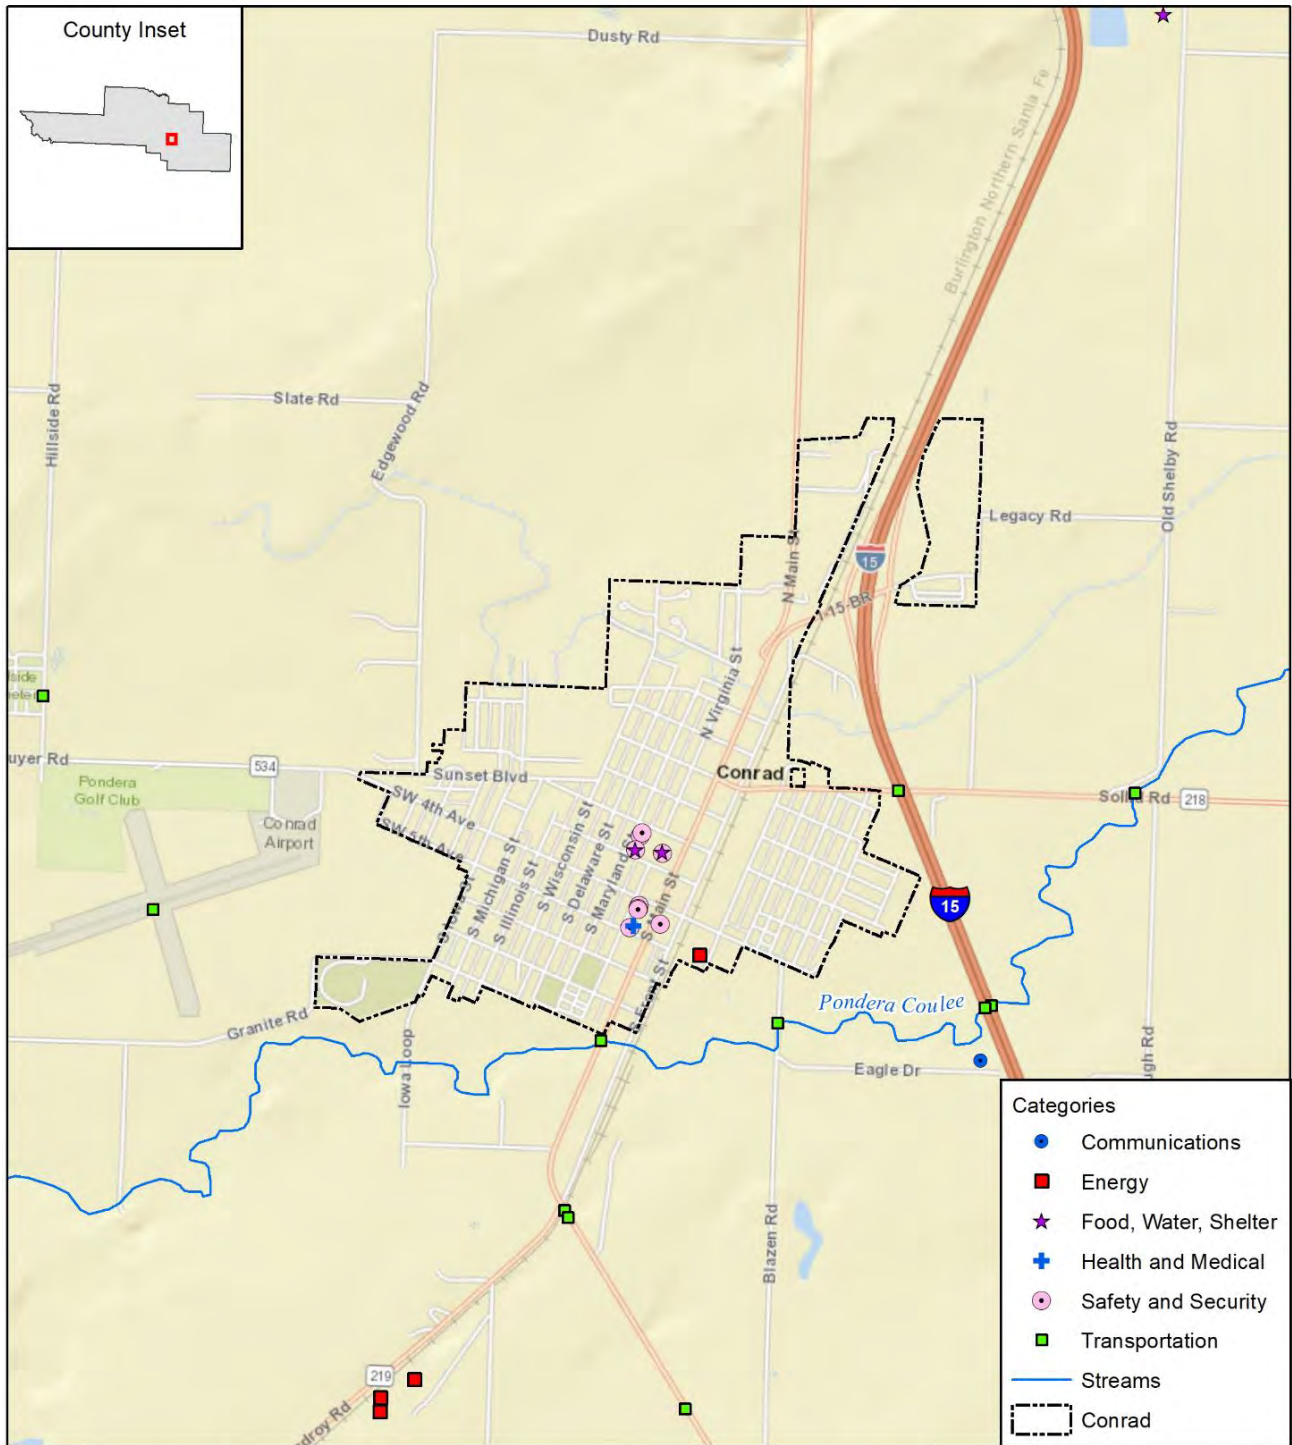 County Inset
Dusty Rd
Burlington Northern Santa Fe
Hillside Rd
Slate Rd
Edgewood Rd
Old Shelby Rd
Legacy Rd
N Main St
15
I-15-BR
N Virginia St
534
Sunset Blvd
Conrad
Pondera
Golf Club
Conrad
Airport
SW 4th Ave
SW 5th Ave
218
S Iowa St
S Michigan St
S Illinois St
S Wisconsin St
S Delaware St
S Maryland St
S Main St
S Front St
15
Granite Rd
Iowa Loop
Pondera Coulee
Eagle Dr
Blazen Rd
219
Categories
Communications
Energy
Food, Water, Shelter
Health and Medical
Safety and Security
Transportation
Streams
Conrad